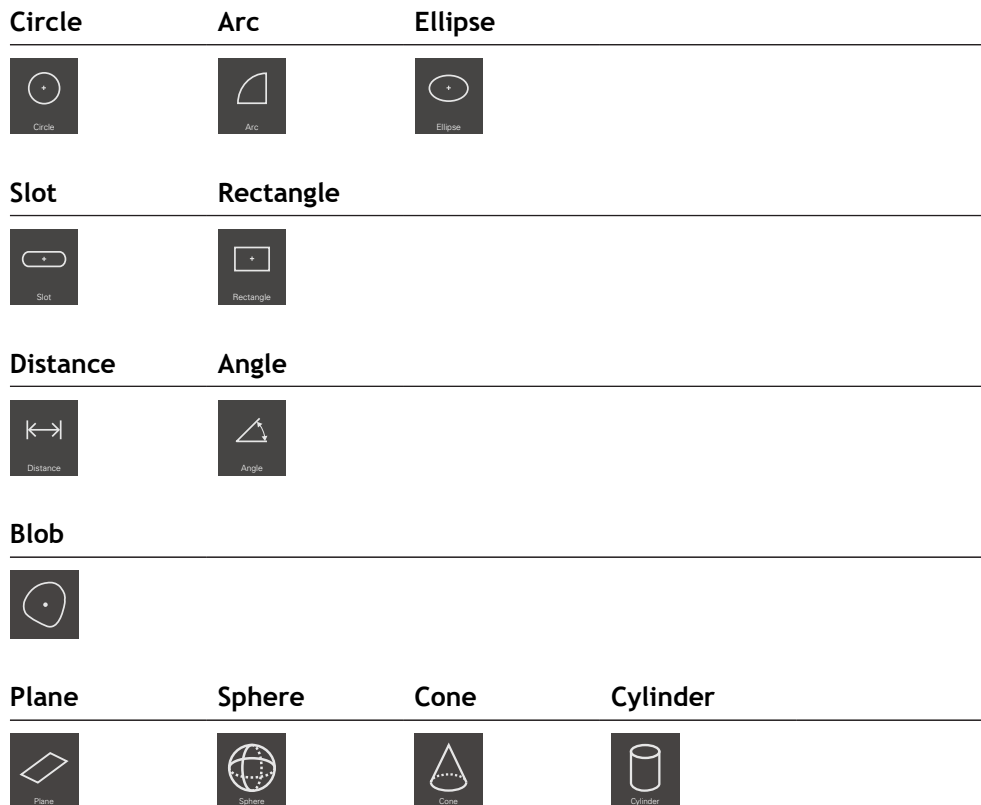 Circle Arc Ellipse
Circle Arc Ellipse
Slot Rectangle
Slot Rectangle
Distance Angle
Distance Angle
Blob
Plane Sphere Cone Cylinder
Plane Sphere Cone Cylinder